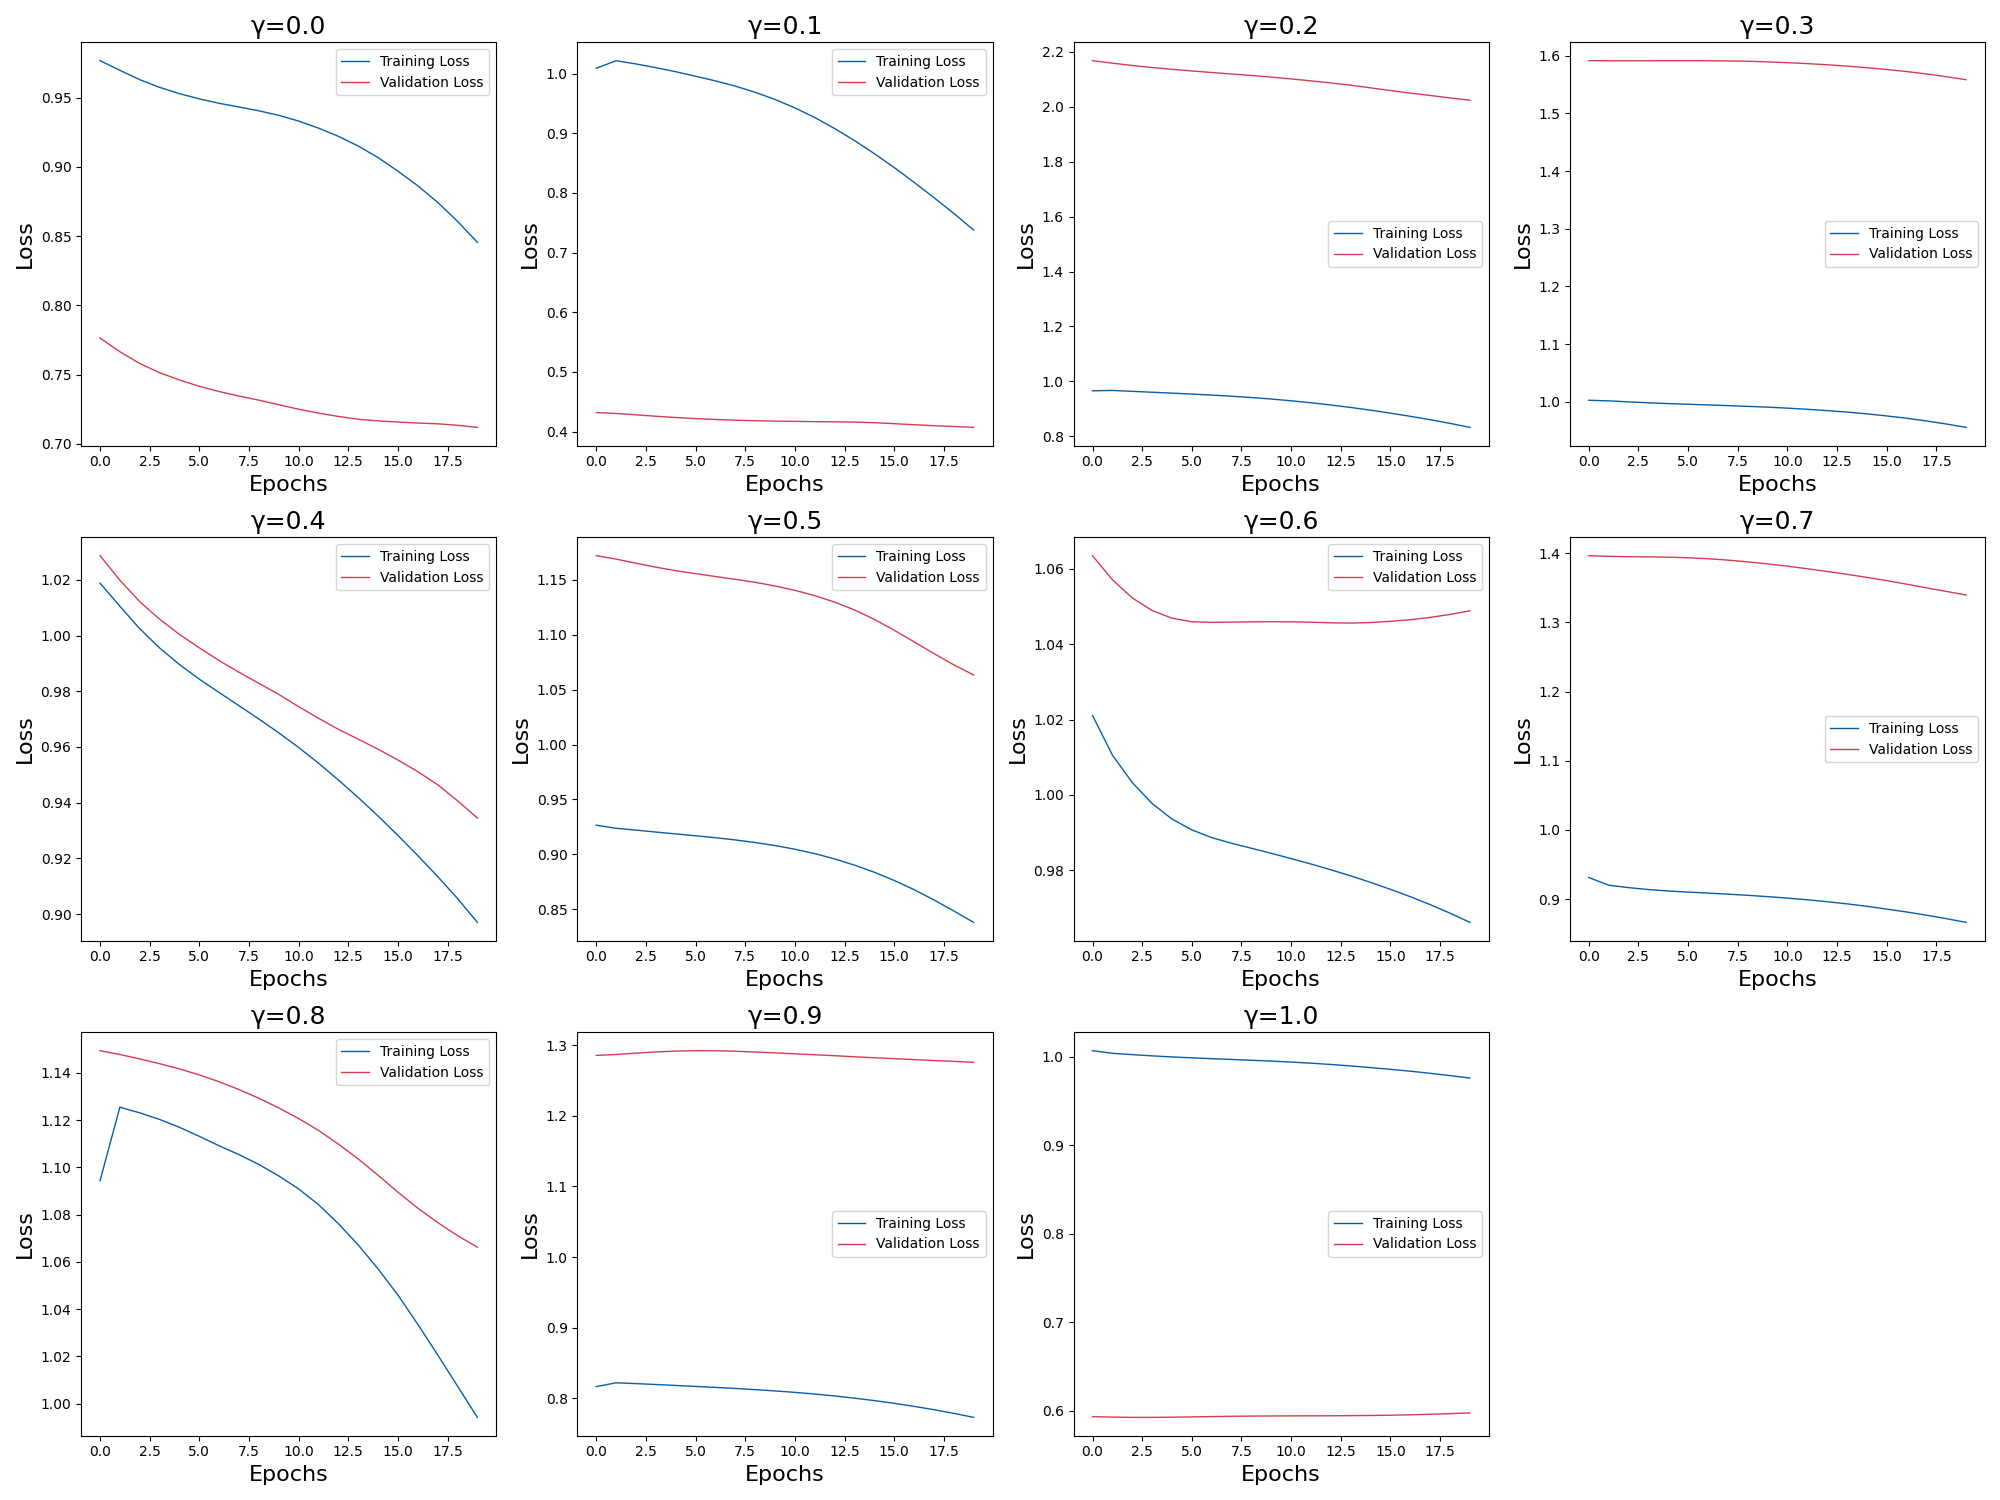 γ=0.0
Training Loss
Validation Loss
0.95
0.90
0.85
0.80
0.75
0.70
Loss
0.0 2.5 5.0 7.5 10.0 12.5 15.0 17.5
Epochs
γ=0.1
Training Loss
Validation Loss
1.0
0.9
0.8
0.7
0.6
0.5
0.4
Loss
0.0 2.5 5.0 7.5 10.0 12.5 15.0 17.5
Epochs
γ=0.2
Training Loss
Validation Loss
2.2
2.0
1.8
1.6
1.4
1.2
1.0
0.8
Loss
0.0 2.5 5.0 7.5 10.0 12.5 15.0 17.5
Epochs
γ=0.3
Training Loss
Validation Loss
1.6
1.5
1.4
1.3
1.2
1.1
1.0
Loss
0.0 2.5 5.0 7.5 10.0 12.5 15.0 17.5
Epochs
γ=0.4
Training Loss
Validation Loss
1.02
1.00
0.98
0.96
0.94
0.92
0.90
Loss
0.0 2.5 5.0 7.5 10.0 12.5 15.0 17.5
Epochs
γ=0.5
Training Loss
Validation Loss
1.15
1.10
1.05
1.00
0.95
0.90
0.85
Loss
0.0 2.5 5.0 7.5 10.0 12.5 15.0 17.5
Epochs
γ=0.6
Training Loss
Validation Loss
1.06
1.04
1.02
1.00
0.98
Loss
0.0 2.5 5.0 7.5 10.0 12.5 15.0 17.5
Epochs
γ=0.7
Training Loss
Validation Loss
1.4
1.3
1.2
1.1
1.0
0.9
Loss
0.0 2.5 5.0 7.5 10.0 12.5 15.0 17.5
Epochs
γ=0.8
Training Loss
Validation Loss
1.14
1.12
1.10
1.08
1.06
1.04
1.02
1.00
Loss
0.0 2.5 5.0 7.5 10.0 12.5 15.0 17.5
Epochs
γ=0.9
Training Loss
Validation Loss
1.3
1.2
1.1
1.0
0.9
0.8
Loss
0.0 2.5 5.0 7.5 10.0 12.5 15.0 17.5
Epochs
γ=1.0
Training Loss
Validation Loss
1.0
0.9
0.8
0.7
0.6
Loss
0.0 2.5 5.0 7.5 10.0 12.5 15.0 17.5
Epochs